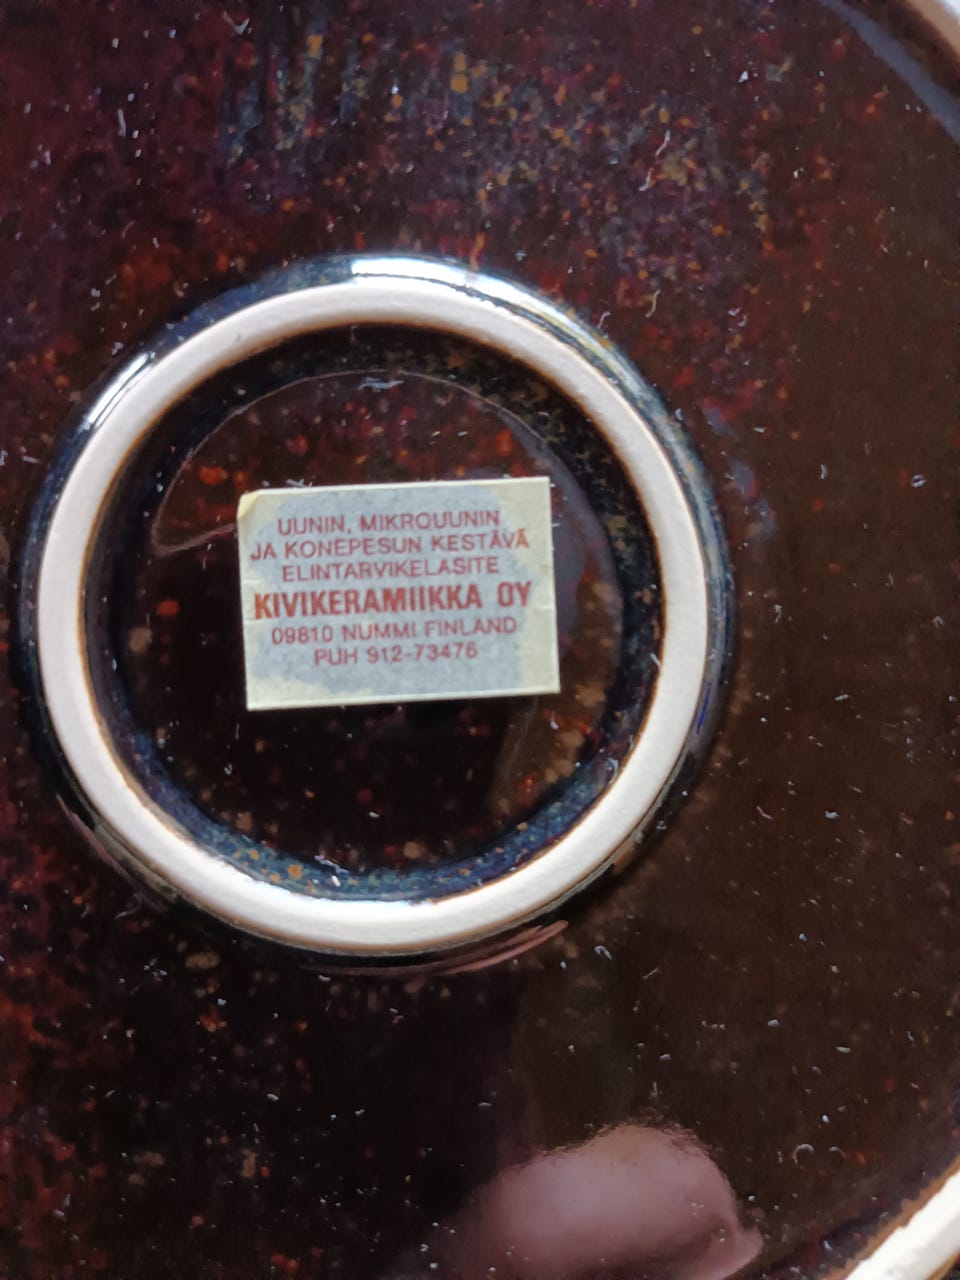 UUNIN, MIKROUUNIN
JA KONEPESUN KESTÄVÄ
ELINTARVIKELASITE
KIVIKERAMIIKKA OY
09810 NUMMI FINLAND
PUH 912-73476